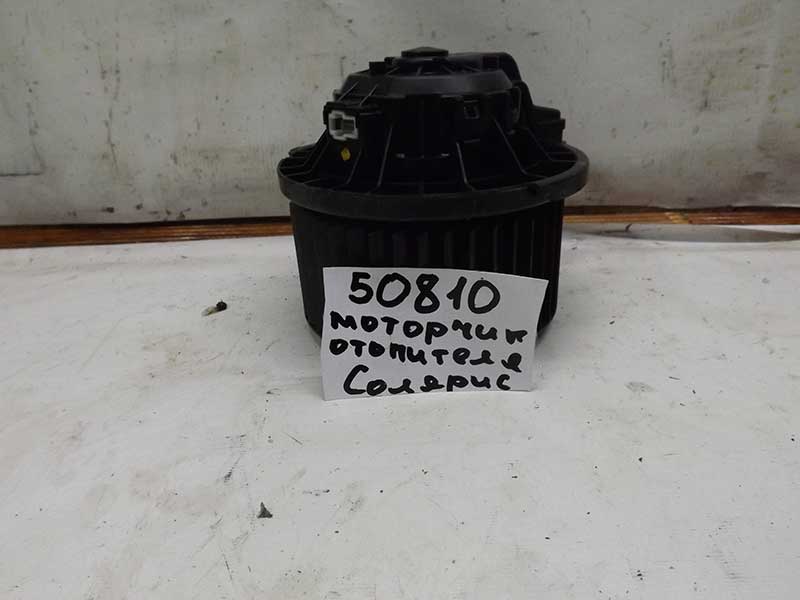 50810
моторчик
отопителя
Солярис